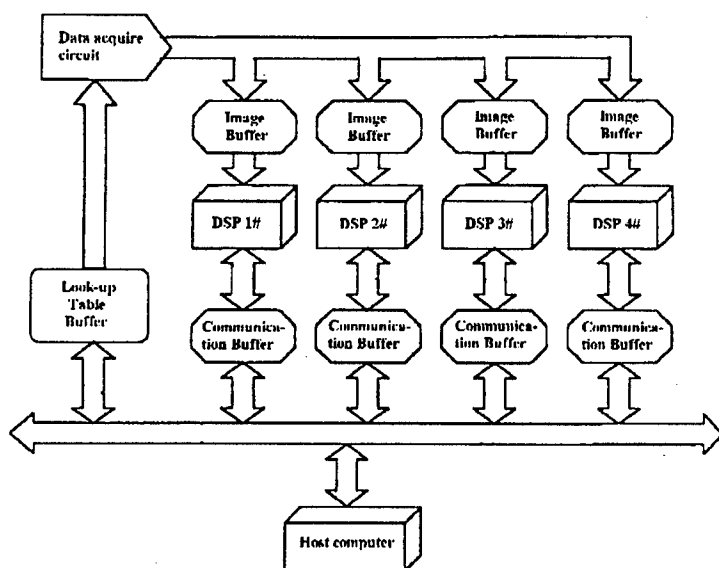 Data acquire
circuit
Image
Buffer
Image
Buffer
Image
Buffer
Image
Buffer
DSP 1#
DSP 2#
DSP 3#
DSP 4#
Look-up
Table
Buffer
Communica-
tion Buffer
Communica-
tion Buffer
Communica-
tion Buffer
Communica-
tion Buffer
Host computer